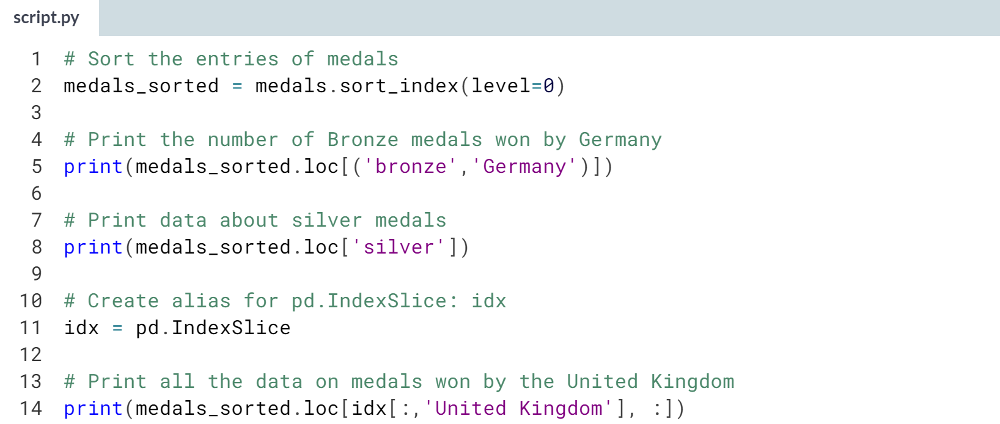 script.py
1 # Sort the entries of medals
2 medals_sorted = medals.sort_index(level=0)
3
4 # Print the number of Bronze medals won by Germany
5 print(medals_sorted.loc[('bronze','Germany')])
6
7 # Print data about silver medals
8 print(medals_sorted.loc['silver'])
9
10 # Create alias for pd.IndexSlice: idx
11 idx = pd.IndexSlice
12
13 # Print all the data on medals won by the United Kingdom
14 print(medals_sorted.loc[idx[:,'United Kingdom'], :])